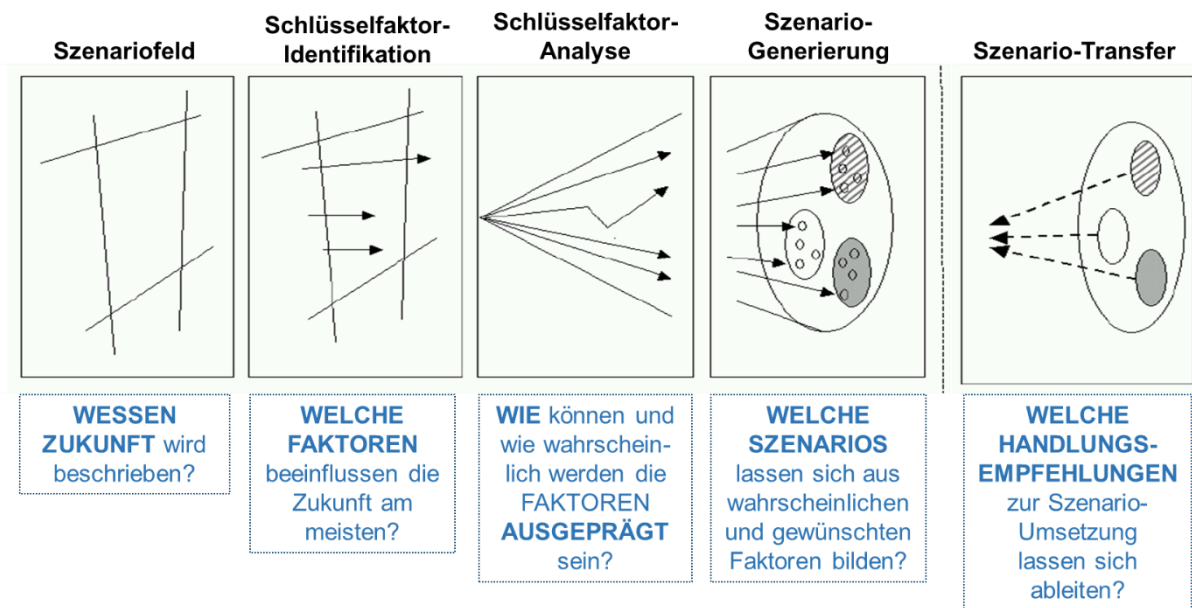 Szenariofeld
Schlüsselfaktor-
Identifikation
Schlüsselfaktor-
Analyse
Szenario-
Generierung
Szenario-Transfer
WESSEN
ZUKUNFT wird
beschrieben?
WELCHE
FAKTOREN
beeinflussen die
Zukunft am
meisten?
WIE können und
wie wahrschein-
lich werden die
FAKTOREN
AUSGEPRÄGT
sein?
WELCHE
SZENARIOS
lassen sich aus
wahrscheinlichen
und gewünschten
Faktoren bilden?
WELCHE
HANDLUNGS-
EMPFEHLUNGEN
zur Szenario-
Umsetzung
lassen sich
ableiten?